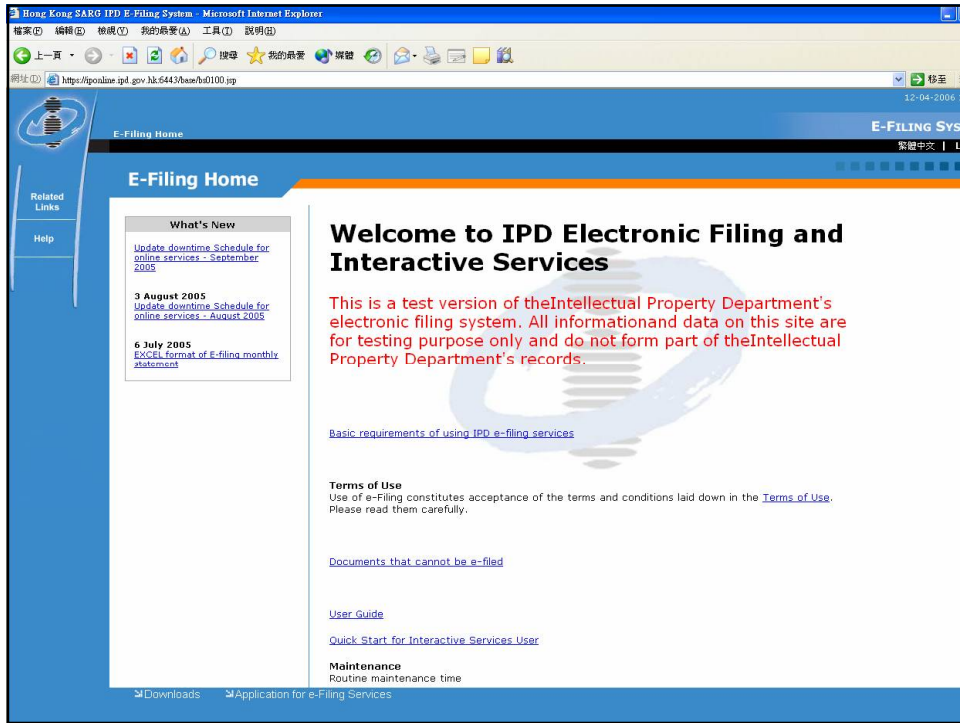 Hong Kong SARG IPD E-Filing System - Microsoft Internet Explorer
檔案(F) 編輯(E) 檢視(V) 我的最愛(A) 工具(T) 說明(H)
上一頁 搜尋 我的最愛 媒體
網址(D) https://iponline.ipd.gov.hk:6443/base/bs0100.jsp 移至
12-04-2006
E-Filing Home
E-FILING SYS
繁體中文 | L
E-Filing Home
Related
Links
Help
What's New
Update downtime Schedule for
online services - September
2005
3 August 2005
Update downtime Schedule for
online services - August 2005
6 July 2005
EXCEL format of E-filing monthly
statement
Welcome to IPD Electronic Filing and
Interactive Services
This is a test version of theIntellectual Property Department's
electronic filing system. All informationand data on this site are
for testing purpose only and do not form part of theIntellectual
Property Department's records.
Basic requirements of using IPD e-filing services
Terms of Use
Use of e-Filing constitutes acceptance of the terms and conditions laid down in the Terms of Use.
Please read them carefully.
Documents that cannot be e-filed
User Guide
Quick Start for Interactive Services User
Maintenance
Routine maintenance time
Downloads Application for e-Filing Services